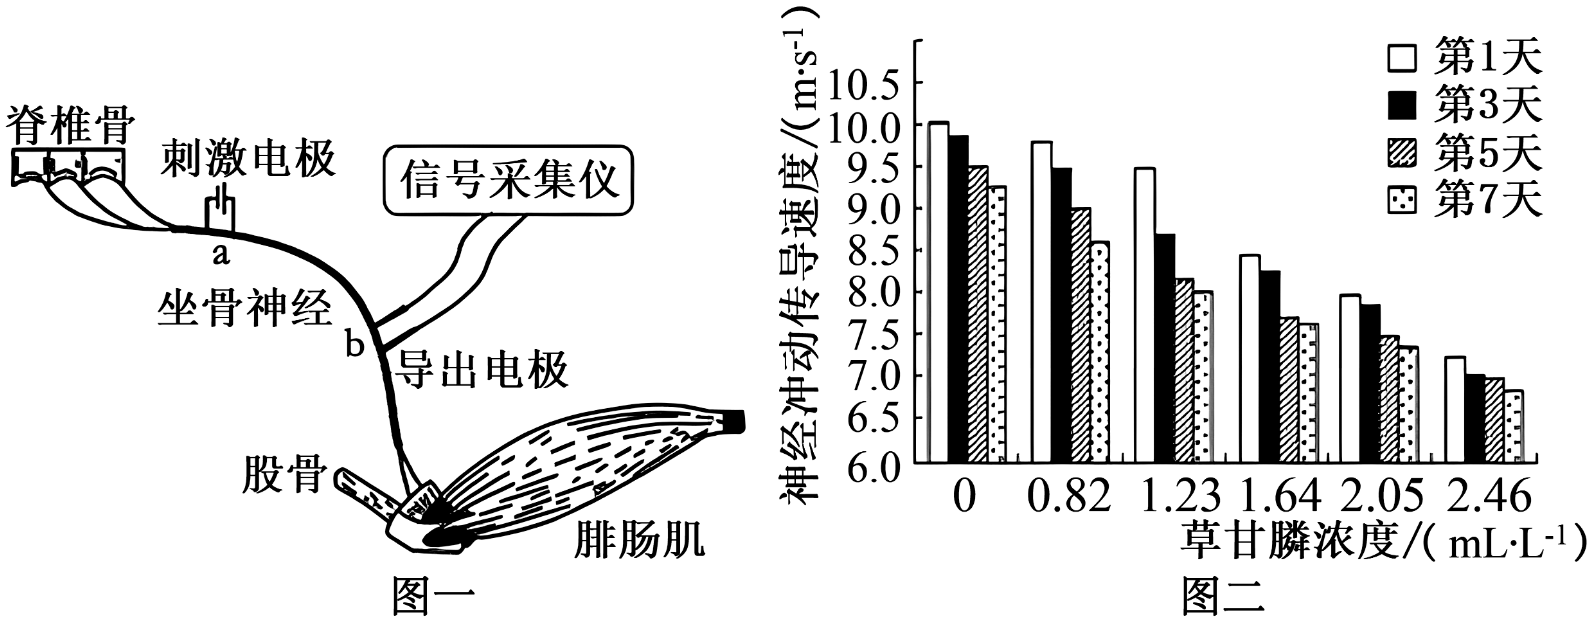 脊椎骨
刺激电极
信号采集仪
a
坐骨神经
b
导出电极
股骨
腓肠肌
图一
神经冲动传导速度/(m·s⁻¹)
10.5
10.0
9.5
9.0
8.5
8.0
7.5
7.0
6.5
6.0
第1天
第3天
第5天
第7天
0 0.82 1.23 1.64 2.05 2.46
草甘膦浓度/(mL·L⁻¹)
图二